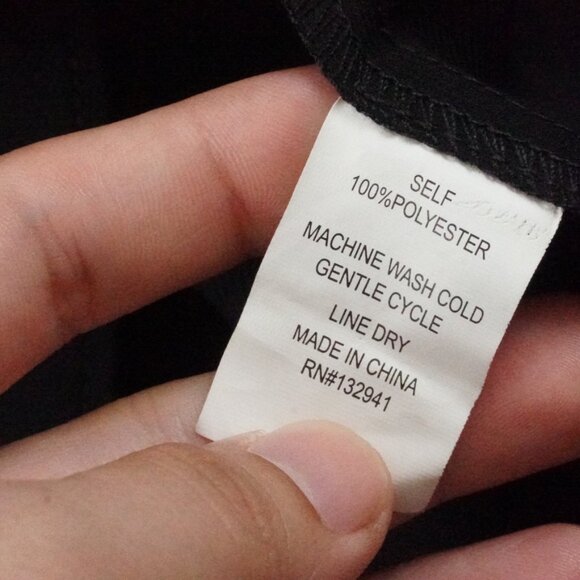 SELF
100%POLYESTER
MACHINE WASH COLD
GENTLE CYCLE
LINE DRY
MADE IN CHINA
RN#132941